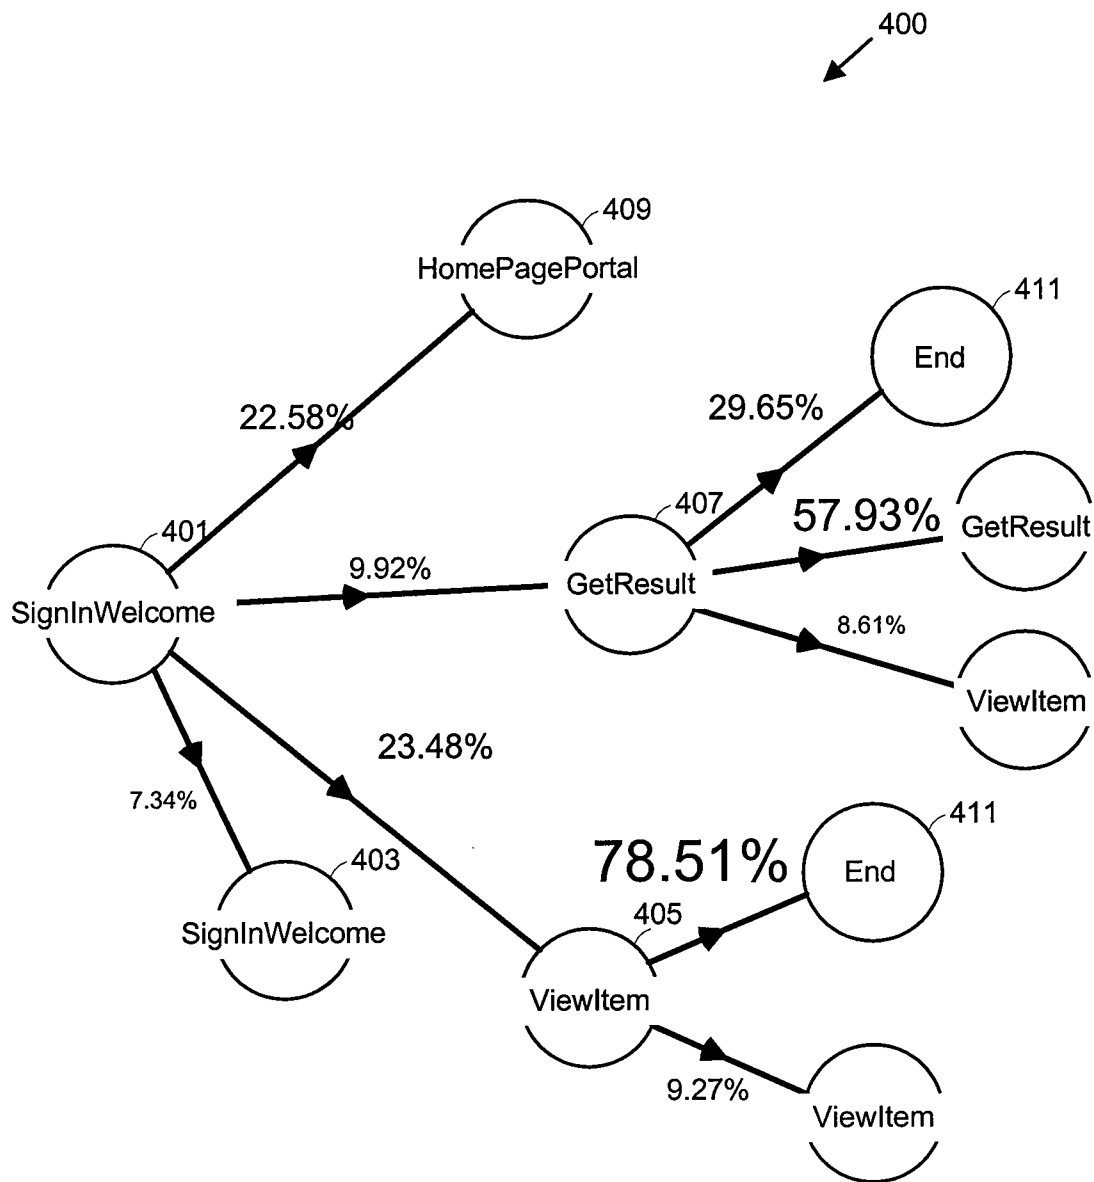 400
409
HomePagePortal
411
End
22.58%
29.65%
407
57.93%
GetResult
401
9.92%
GetResult
SignInWelcome
8.61%
ViewItem
23.48%
7.34%
411
78.51%
End
403
405
SignInWelcome
ViewItem
9.27%
ViewItem